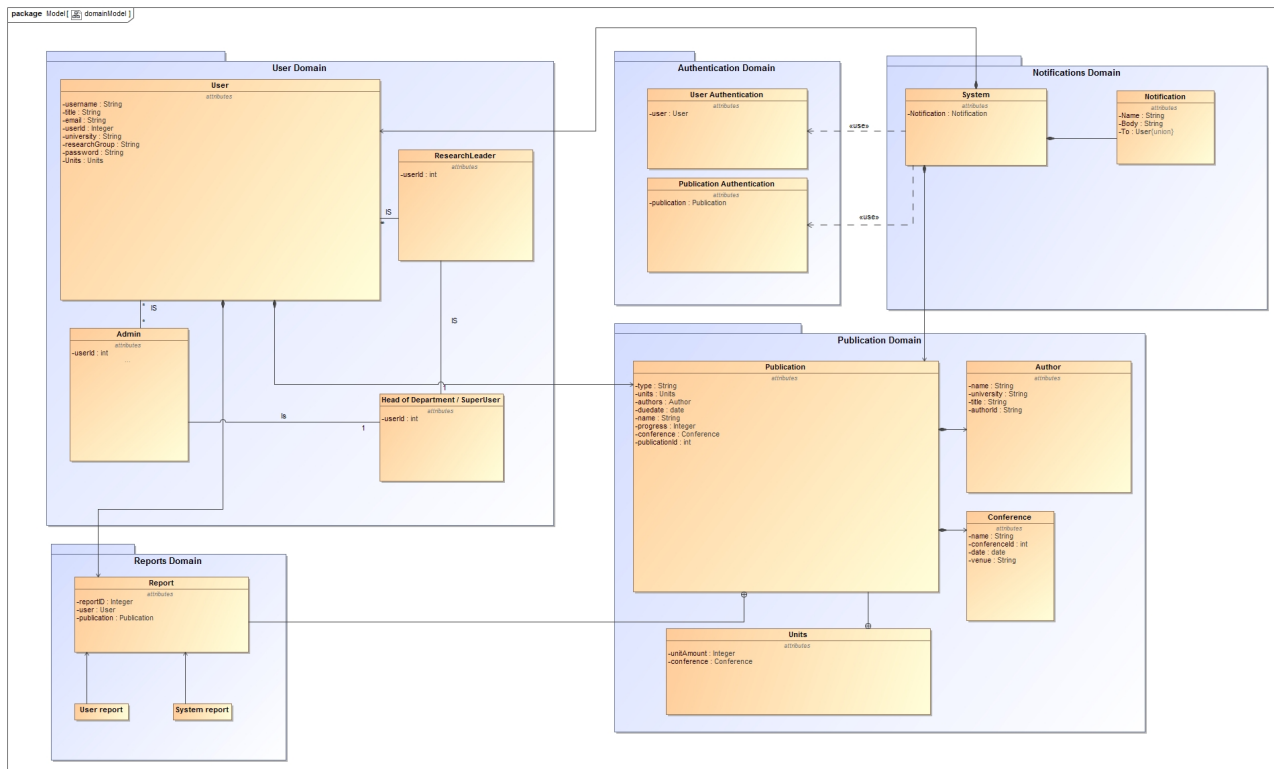 package Model [ domainModel ]
User Domain
User
attributes
-username : String
-title : String
-email : String
-userId : Integer
-university : String
-researchGroup : String
-password : String
-Units : Units
ResearchLeader
attributes
-userId : int
IS
*
* IS
*
IS
Admin
attributes
-userId : int
...
is
1
1
Head of Department / SuperUser
attributes
-userId : int
Authentication Domain
User Authentication
attributes
-user : User
Publication Authentication
attributes
-publication : Publication
«use»
«use»
Notifications Domain
System
attributes
-Notification : Notification
Notification
attributes
-Name : String
-Body : String
-To : User{union}
Publication Domain
Publication
attributes
-type : String
-units : Units
-authors : Author
-duedate : date
-name : String
-progress : Integer
-conference : Conference
-publicationId : int
Author
attributes
-name : String
-university : String
-title : String
-authorId : String
Conference
attributes
-name : String
-conferenceId : int
-date : date
-venue : String
Units
attributes
-unitAmount : Integer
-conference : Conference
Reports Domain
Report
attributes
-reportID : Integer
-user : User
-publication : Publication
User report
System report